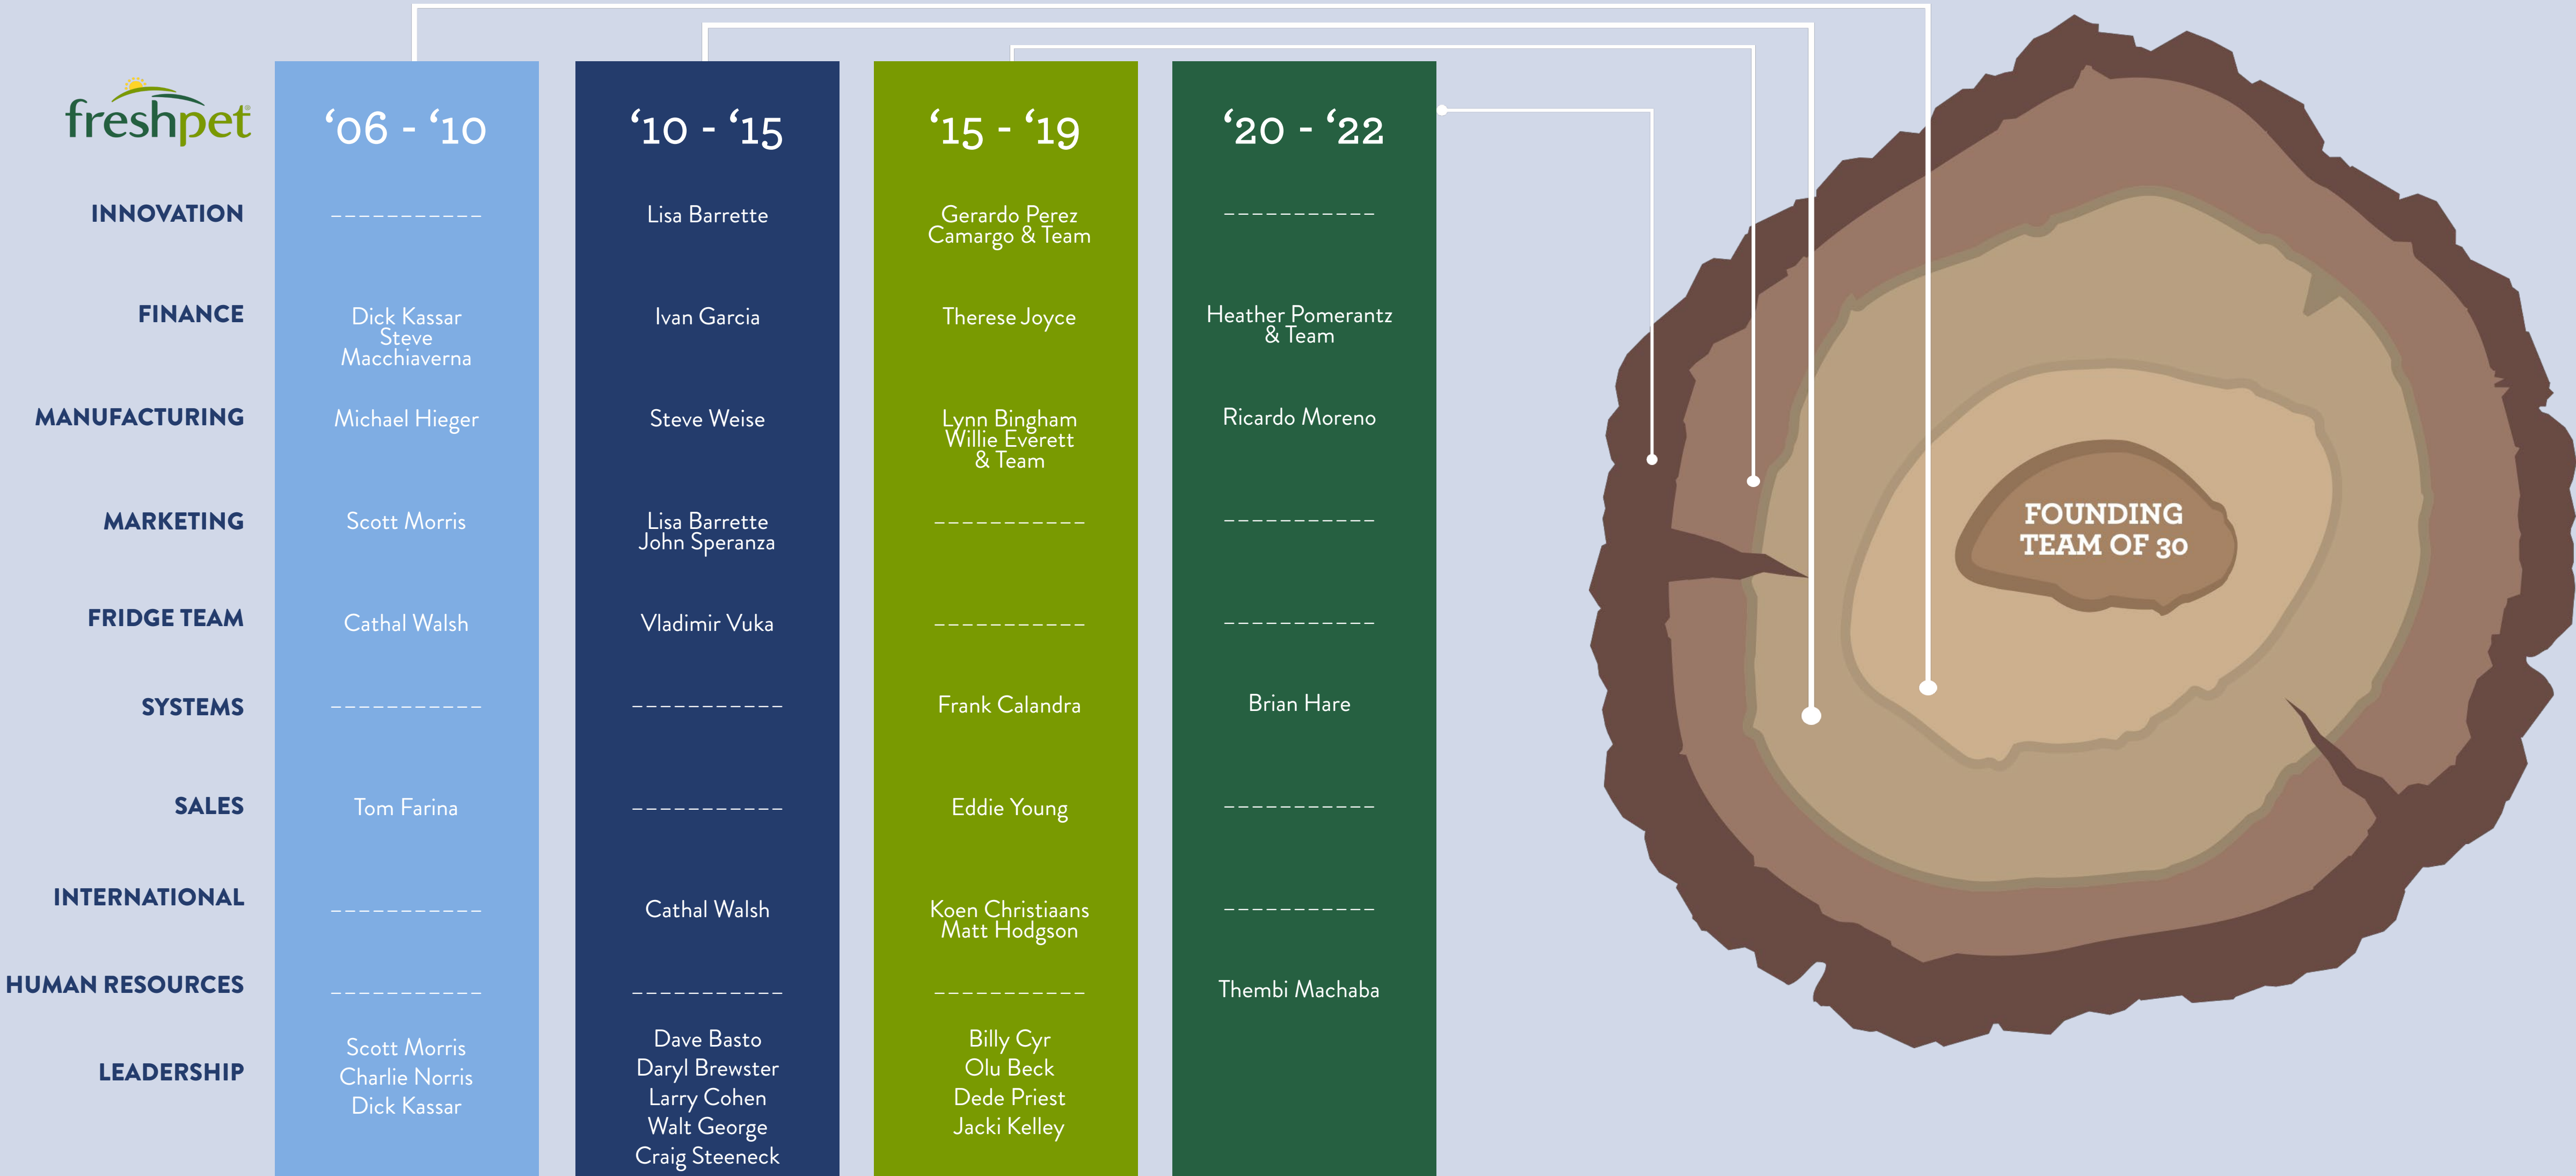 freshpet®
‘06 - ‘10
‘10 - ‘15
‘15 - ‘19
‘20 - ‘22
INNOVATION
-----------
Lisa Barrette
Gerardo Perez
Camargo & Team
-----------
FINANCE
Dick Kassar
Steve
Macchiaverna
Ivan Garcia
Therese Joyce
Heather Pomerantz
& Team
MANUFACTURING
Michael Hieger
Steve Weise
Lynn Bingham
Willie Everett
& Team
Ricardo Moreno
MARKETING
Scott Morris
Lisa Barrette
John Speranza
-----------
-----------
FRIDGE TEAM
Cathal Walsh
Vladimir Vuka
-----------
-----------
SYSTEMS
-----------
-----------
Frank Calandra
Brian Hare
SALES
Tom Farina
-----------
Eddie Young
-----------
INTERNATIONAL
-----------
Cathal Walsh
Koen Christiaans
Matt Hodgson
-----------
HUMAN RESOURCES
-----------
-----------
-----------
Thembi Machaba
LEADERSHIP
Scott Morris
Charlie Norris
Dick Kassar
Dave Basto
Daryl Brewster
Larry Cohen
Walt George
Craig Steeneck
Billy Cyr
Olu Beck
Dede Priest
Jacki Kelley
FOUNDING
TEAM OF 30